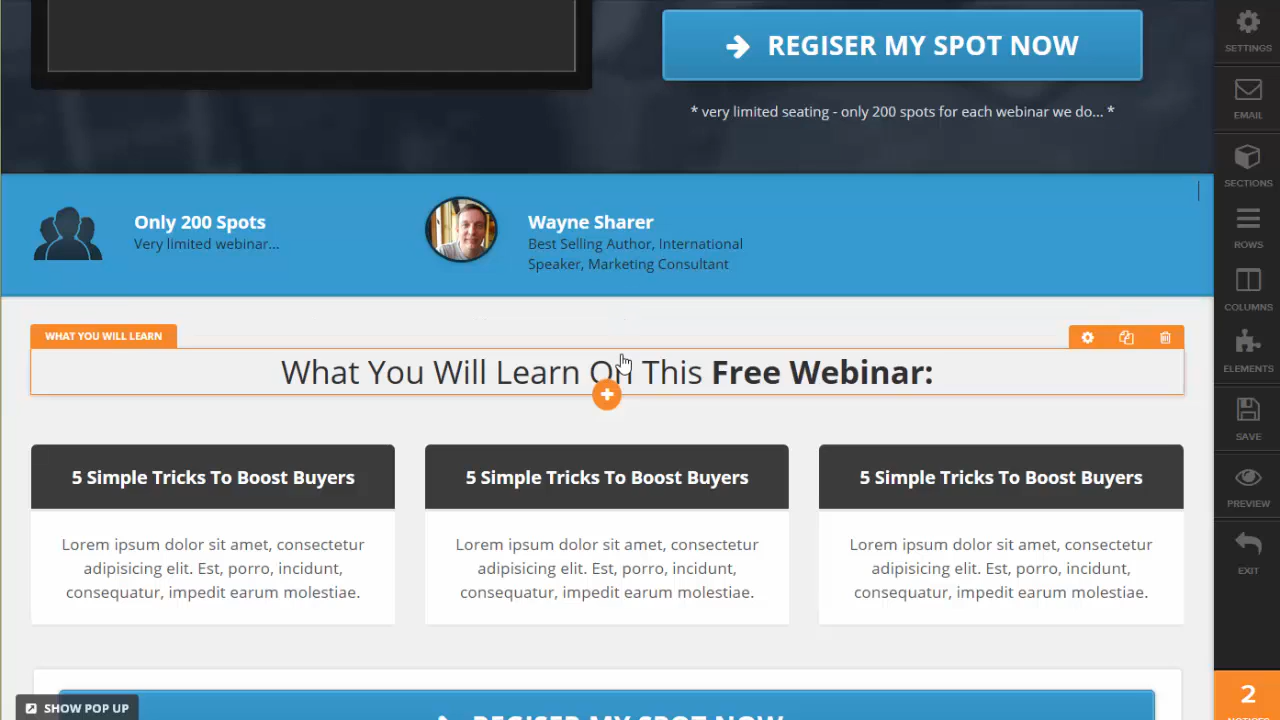 REGISER MY SPOT NOW
* very limited seating - only 200 spots for each webinar we do... *
Only 200 Spots
Very limited webinar...
Wayne Sharer
Best Selling Author, International
Speaker, Marketing Consultant
WHAT YOU WILL LEARN
What You Will Learn On This Free Webinar:
5 Simple Tricks To Boost Buyers
Lorem ipsum dolor sit amet, consectetur
adipisicing elit. Est, porro, incidunt,
consequatur, impedit earum molestiae.
5 Simple Tricks To Boost Buyers
Lorem ipsum dolor sit amet, consectetur
adipisicing elit. Est, porro, incidunt,
consequatur, impedit earum molestiae.
5 Simple Tricks To Boost Buyers
Lorem ipsum dolor sit amet, consectetur
adipisicing elit. Est, porro, incidunt,
consequatur, impedit earum molestiae.
REGISER MY SPOT NOW
SHOW POP UP
SETTINGS
EMAIL
SECTIONS
ROWS
COLUMNS
ELEMENTS
SAVE
PREVIEW
EXIT
2
NOTICES